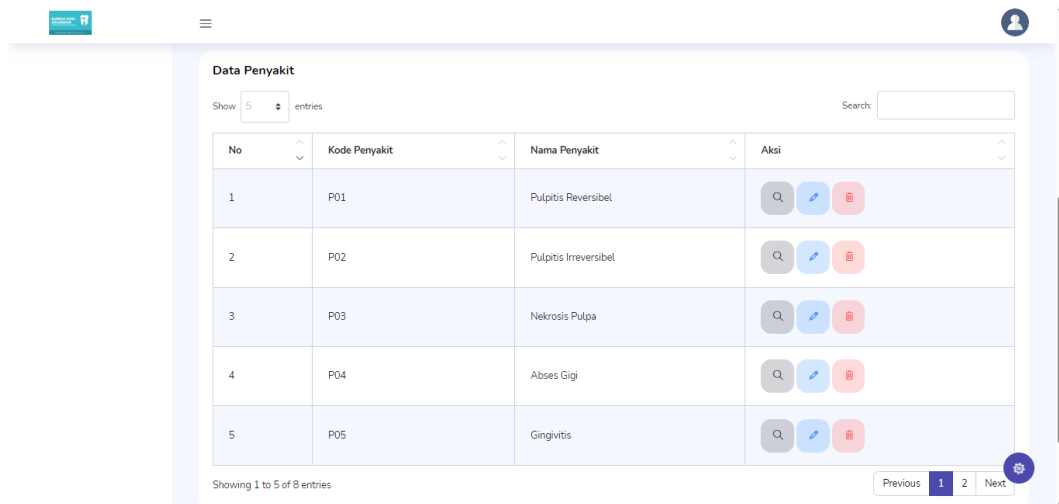 Data Penyakit
Show 5 entries Search:
No Kode Penyakit Nama Penyakit Aksi
1 P01 Pulpitis Reversibel
2 P02 Pulpitis Irreversibel
3 P03 Nekrosis Pulpa
4 P04 Abses Gigi
5 P05 Gingivitis
Showing 1 to 5 of 8 entries Previous 1 2 Next